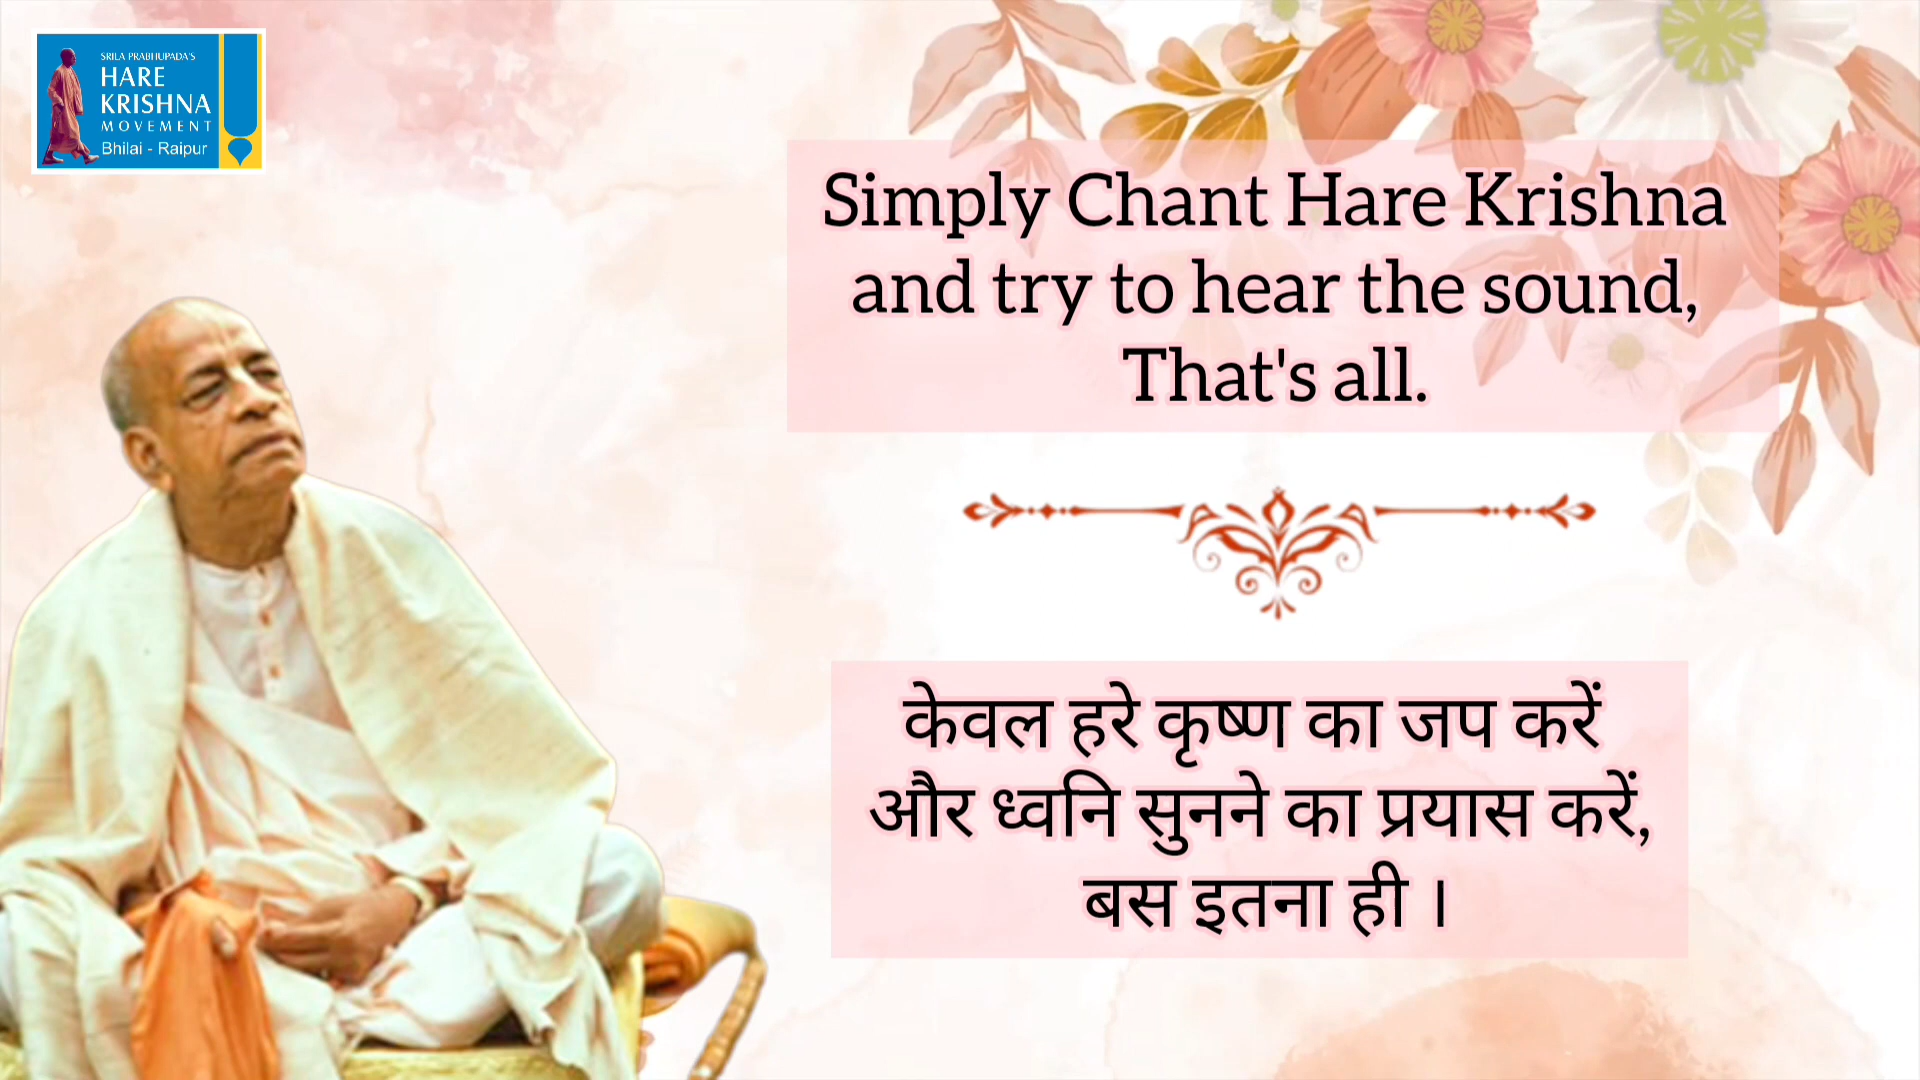 SRILA PRABHUPADA'S
HARE
KRISHNA
MOVEMENT
Bhilai - Raipur
Simply Chant Hare Krishna
and try to hear the sound,
That's all.
केवल हरे कृष्ण का जप करें
और ध्वनि सुनने का प्रयास करें,
बस इतना ही ।